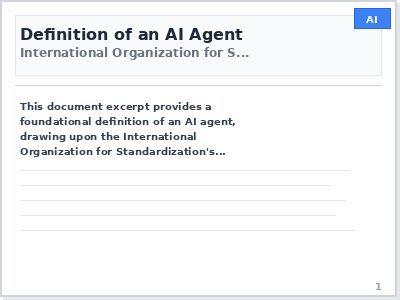 AI
Definition of an AI Agent
International Organization for S...
This document excerpt provides a
foundational definition of an AI agent,
drawing upon the International
Organization for Standardization's...
1